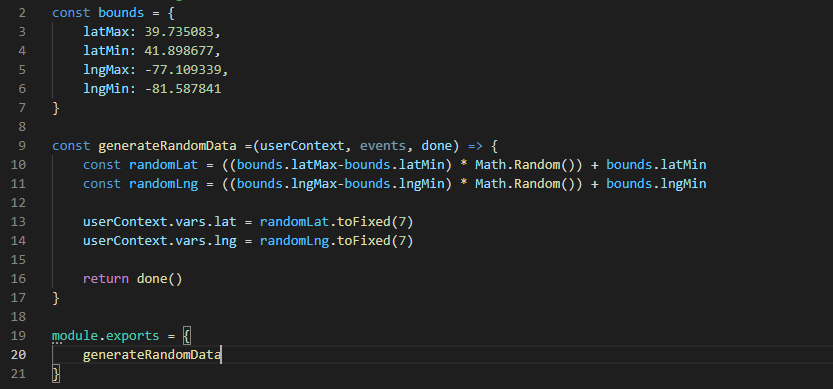 2 const bounds = {
3 latMax: 39.735083,
4 latMin: 41.898677,
5 lngMax: -77.109339,
6 lngMin: -81.587841
7 }
8
9 const generateRandomData =(userContext, events, done) => {
10 const randomLat = ((bounds.latMax-bounds.latMin) * Math.Random()) + bounds.latMin
11 const randomLng = ((bounds.lngMax-bounds.lngMin) * Math.Random()) + bounds.lngMin
12
13 userContext.vars.lat = randomLat.toFixed(7)
14 userContext.vars.lng = randomLng.toFixed(7)
15
16 return done()
17 }
18
19 module.exports = {
20 generateRandomData
21 }